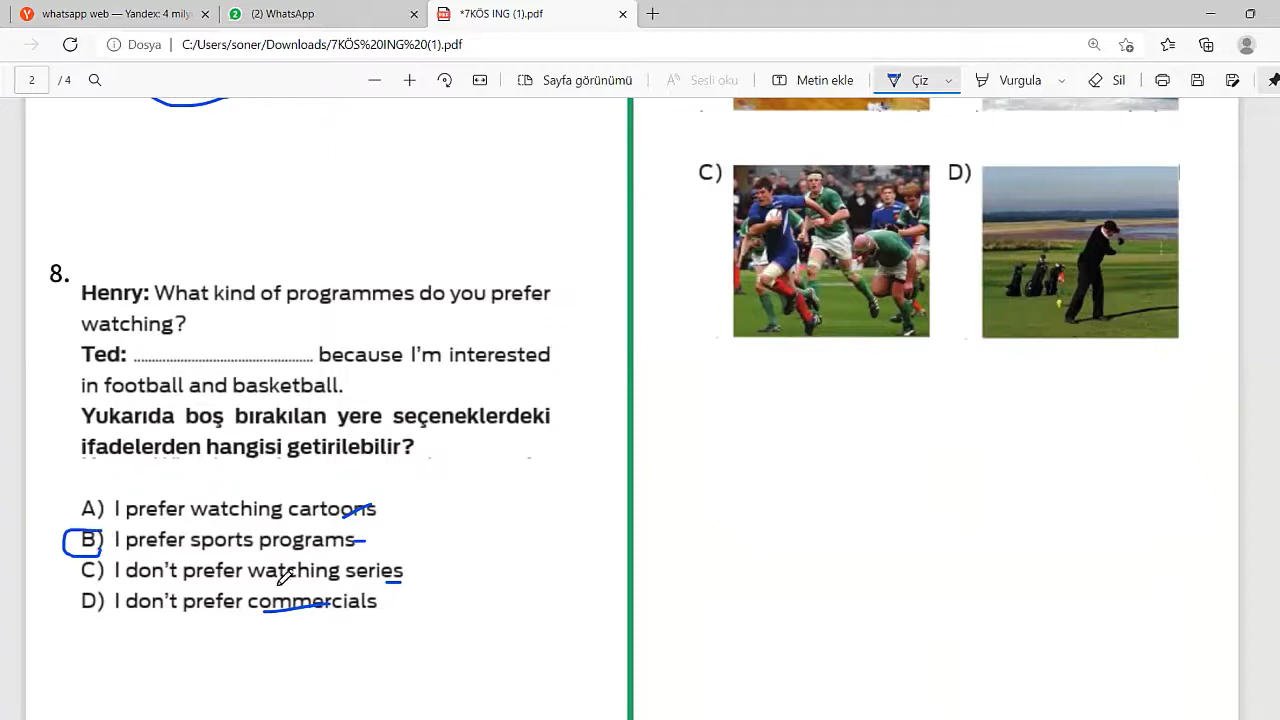 whatsapp web — Yandex: 4 mily
(2) WhatsApp
*7KÖS ING (1).pdf
Dosya
C:/Users/soner/Downloads/7KÖS%20ING%20(1).pdf
2
/ 4
Sayfa görünümü
Sesli oku
Metin ekle
Çiz
Vurgula
Sil
8.
Henry: What kind of programmes do you prefer
watching?
Ted: ............................................. because I'm interested
in football and basketball.
Yukarıda boş bırakılan yere seçeneklerdeki
ifadelerden hangisi getirilebilir?
A) I prefer watching cartoons
B) I prefer sports programs
C) I don't prefer watching series
D) I don't prefer commercials
C)
D)